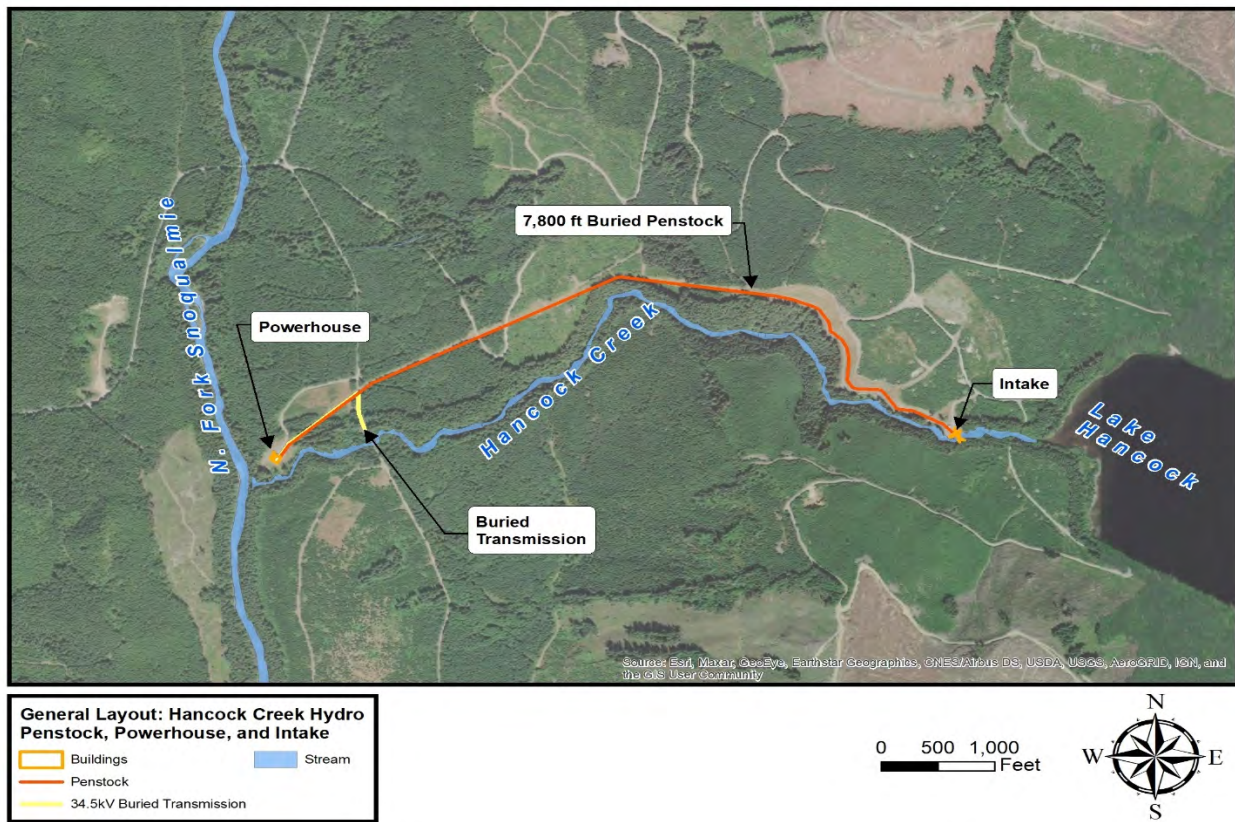 7,800 ft Buried Penstock
N. Fork Snoqualmie
Powerhouse
Hancock Creek
Intake
Lake
Hancock
Buried
Transmission
Source: Esri, Maxar, GeoEye, Earthstar Geographics, CNES/Airbus DS, USDA, USGS, AeroGRID, IGN, and
the GIS User Community
General Layout: Hancock Creek Hydro
Penstock, Powerhouse, and Intake
Buildings
Stream
Penstock
34.5kV Buried Transmission
0 500 1,000
Feet
N
W
E
S